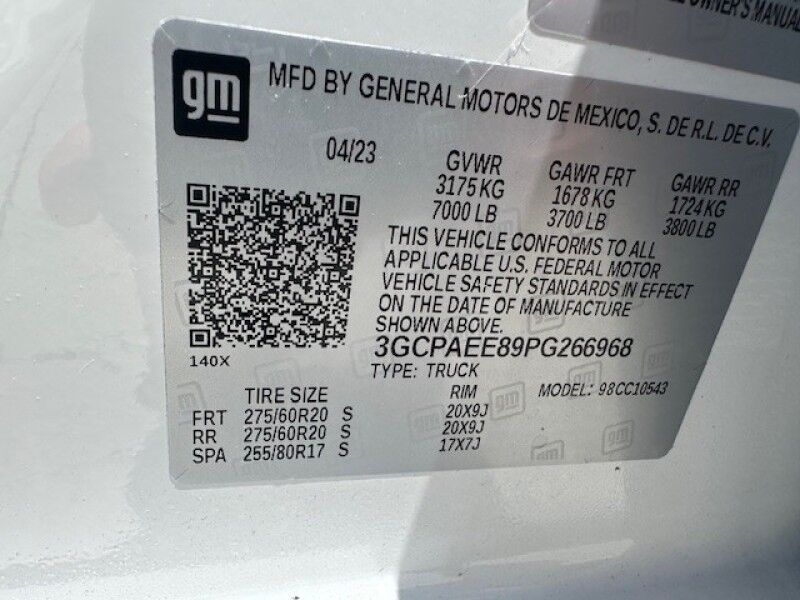 OWNER'S MANUAL
gm
MFD BY GENERAL MOTORS DE MEXICO, S. DE R.L. DE C.V.
04/23 GVWR GAWR FRT GAWR RR
3175 KG 1678 KG 1724 KG
7000 LB 3700 LB 3800 LB
THIS VEHICLE CONFORMS TO ALL
APPLICABLE U.S. FEDERAL MOTOR
VEHICLE SAFETY STANDARDS IN EFFECT
ON THE DATE OF MANUFACTURE
SHOWN ABOVE.
3GCPAEE89PG266968
140X
TYPE: TRUCK
TIRE SIZE RIM MODEL: 98CC10543
FRT 275/60R20 S 20X9J
RR 275/60R20 S 20X9J
SPA 255/80R17 S 17X7J